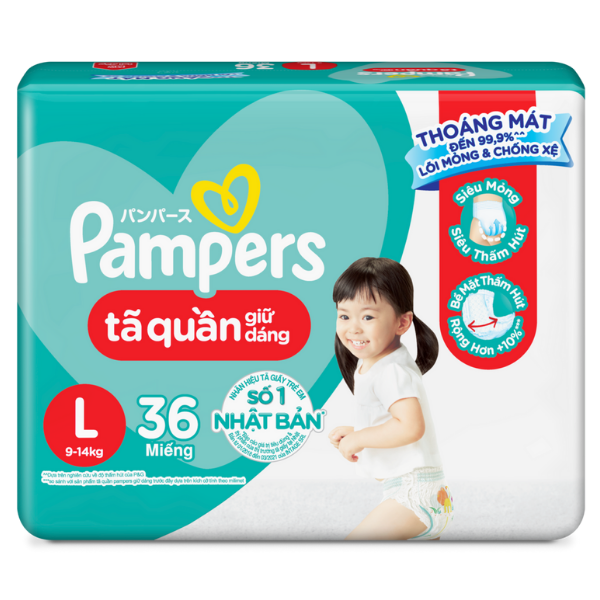 Pampers
36
L
THOÁNG MÁT
ĐẾN 99,9%^^
LÕI MỎNG & CHỐNG XỆ
パンパース
Pampers
tã quần giữ dáng
Siêu Mỏng
Siêu Thấm Hút
Bề Mặt Thấm Hút
Rộng Hơn +10%
L
9-14kg
36
Miếng
NHÃN HIỆU TÃ GIẤY TRẺ EM
SỐ 1
NHẬT BẢN*